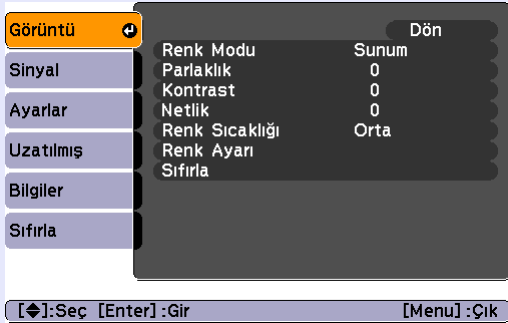 Görüntü
Sinyal
Ayarlar
Uzatılmış
Bilgiler
Sıfırla
Dön
Renk Modu Sunum
Parlaklık 0
Kontrast 0
Netlik 0
Renk Sıcaklığı Orta
Renk Ayarı
Sıfırla
[◆]:Seç [Enter]:Gir [Menu]:Çık